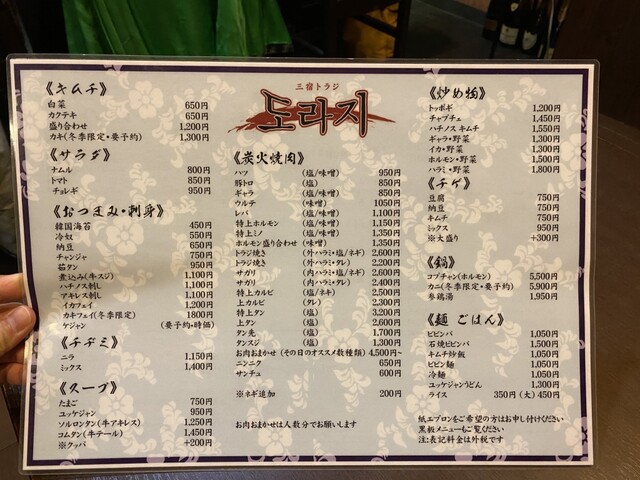 《キムチ》
白菜 650円
カクテキ 650円
盛り合わせ 1,200円
カキ(冬季限定・要予約) 1,300円
《サラダ》
ナムル 800円
トマト 850円
チョレギ 950円
《おつまみ・刺身》
韓国海苔 450円
冷奴 550円
納豆 650円
チャンジャ 750円
茹タン 950円
煮込み(牛スジ) 1,100円
ハチノス刺し 1,100円
アキレス刺し 1,100円
イカフェイ 1,200円
カキフェイ(冬季限定) 1800円
ケジャン (要予約・時価)
《チヂミ》
ニラ 1,150円
ミックス 1,400円
《スープ》
たまご 750円
ユッケジャン 950円
ソルロンタン(牛アキレス) 1,250円
コムタン(牛テール) 1,450円
※クッパ +200円
三宿トラジ
도라지
《炭火焼肉》
ハツ (塩/味噌) 950円
豚トロ (塩) 850円
ギャラ (塩/味噌) 850円
ウルテ (味噌) 1050円
レバ (塩/味噌) 1,100円
特上ホルモン (塩/味噌) 1,150円
特上ミノ (塩/味噌) 1,350円
ホルモン盛り合わせ (味噌) 1,350円
トラジ焼き (外ハラミ・塩/ネギ) 2,600円
トラジ焼き (外ハラミ・タレ) 2,200円
サガリ (内ハラミ・塩/ネギ) 2,600円
サガリ (内ハラミ・タレ) 2,400円
特上カルビ (塩/ネギ) 2,500円
上カルビ (タレ) 2,300円
特上タン (塩) 3,200円
上タン (塩) 2,600円
タン先 (塩) 1,700円
タンスジ (塩) 1,300円
お肉おまかせ (その日のオススメ数種類) 4,500円~
ニンニク 650円
サンチュ 600円
※ネギ追加 200円
お肉おまかせは人数分でお願いします
《炒め物》
トッポギ 1,200円
チャプチェ 1,450円
ハチノス キムチ 1,550円
ギャラ・野菜 1,300円
イカ・野菜 1,300円
ホルモン・野菜 1,500円
ハラミ・野菜 1,800円
《チゲ》
豆腐 750円
納豆 750円
キムチ 750円
ミックス 950円
※大盛り +300円
《鍋》
コプチャン(ホルモン) 5,500円
カニ(冬季限定・要予約) 5,900円
参鶏湯 1,950円
《麺 ごはん》
ビビンバ 1,050円
石焼ビビンバ 1,500円
キムチ炒飯 1,050円
ビビン麺 1,050円
冷麺 1,050円
ユッケジャンうどん 1,300円
ライス 350円 (大) 450円
紙エプロンをご希望の方はお申し付けください
黒板メニューもご覧ください
注:表記料金は外税です